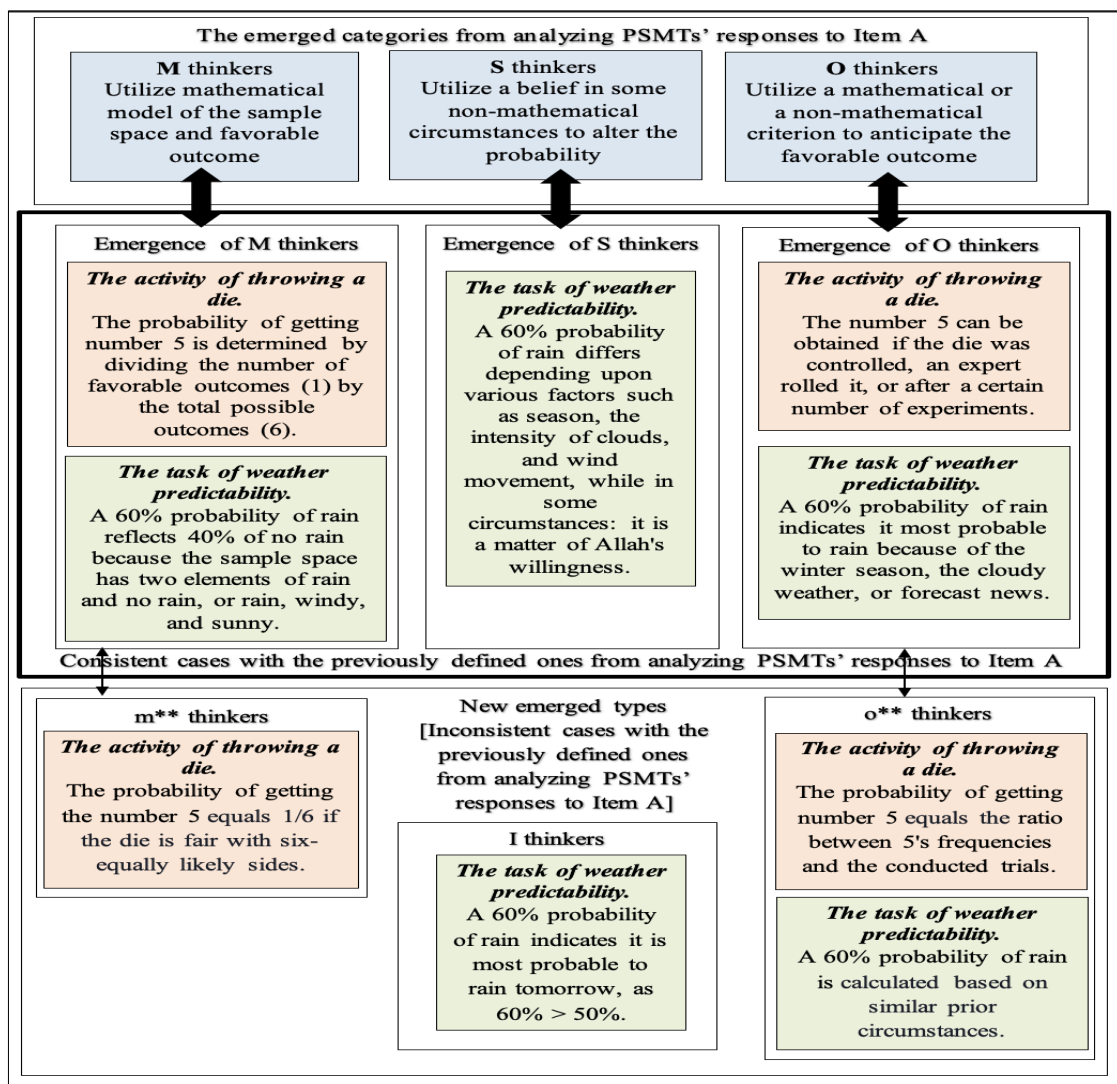 The emerged categories from analyzing PSMTs' responses to Item A
M thinkers
Utilize mathematical
model of the sample
space and favorable
outcome
S thinkers
Utilize a belief in some
non-mathematical
circumstances to alter the
probability
O thinkers
Utilize a mathematical or
a non-mathematical
criterion to anticipate the
favorable outcome
Emergence of M thinkers
The activity of throwing a
die.
The probability of getting
number 5 is determined by
dividing the number of
favorable outcomes (1) by
the total possible
outcomes (6).
The task of weather
predictability.
A 60% probability of rain
reflects 40% of no rain
because the sample space
has two elements of rain
and no rain, or rain, windy,
and sunny.
Emergence of S thinkers
The task of weather
predictability.
A 60% probability
of rain differs
depending upon
various factors such
as season, the
intensity of clouds,
and wind
movement, while in
some
circumstances: it is
a matter of Allah's
willingness.
Emergence of O thinkers
The activity of throwing
a die.
The number 5 can be
obtained if the die was
controlled, an expert
rolled it, or after a certain
number of experiments.
The task of weather
predictability.
A 60% probability of rain
indicates it most probable
to rain because of the
winter season, the cloudy
weather, or forecast news.
Consistent cases with the previously defined ones from analyzing PSMTs' responses to Item A
m** thinkers
The activity of throwing a
die.
The probability of getting
the number 5 equals 1/6 if
the die is fair with six-
equally likely sides.
New emerged types
[Inconsistent cases with the
previously defined ones
from analyzing PSMTs'
responses to Item A]
I thinkers
The task of weather
predictability.
A 60% probability
of rain indicates it is
most probable to
rain tomorrow, as
60% > 50%.
o** thinkers
The activity of throwing
a die.
The probability of getting
number 5 equals the ratio
between 5's frequencies
and the conducted trials.
The task of weather
predictability.
A 60% probability of rain
is calculated based on
similar prior
circumstances.